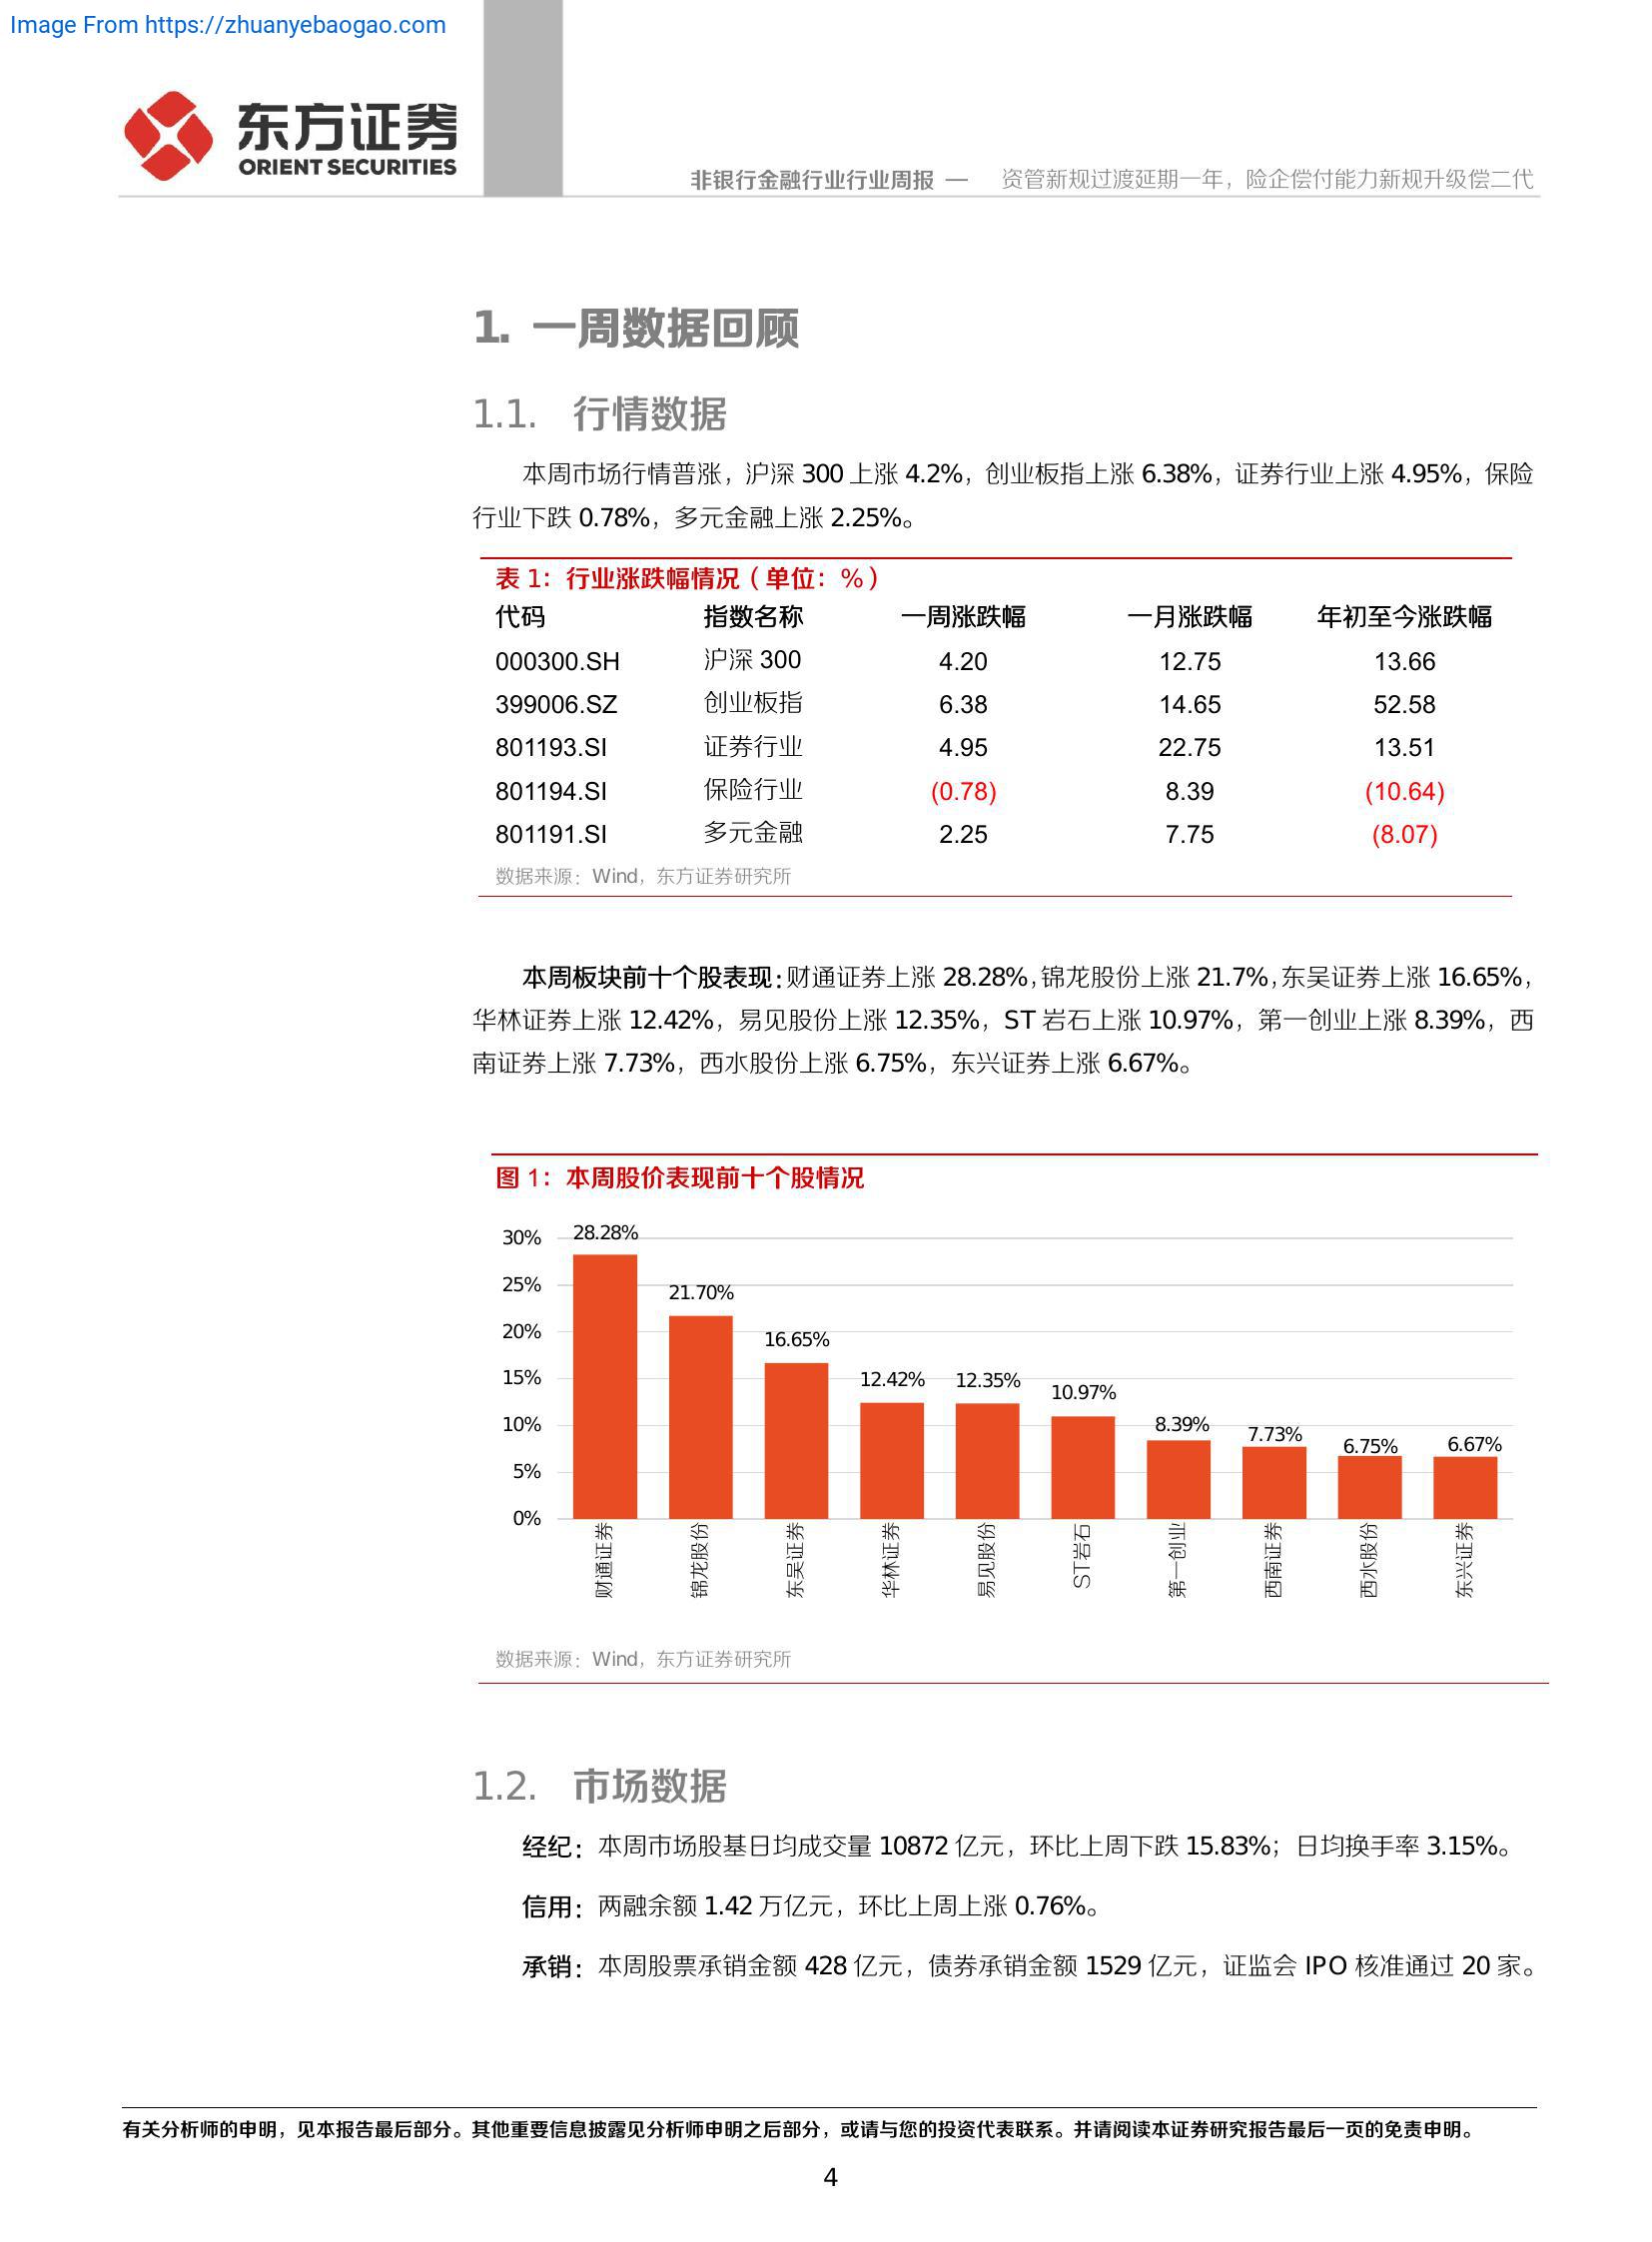 Image From https://zhuanyebaogao.com
东方证券
ORIENT SECURITIES
非银行金融行业行业周报 — 资管新规过渡延期一年，险企偿付能力新规升级偿二代
1. 一周数据回顾
1.1. 行情数据
本周市场行情普涨，沪深 300 上涨 4.2%，创业板指上涨 6.38%，证券行业上涨 4.95%，保险
行业下跌 0.78%，多元金融上涨 2.25%。
表 1：行业涨跌幅情况（单位：%）
代码 指数名称 一周涨跌幅 一月涨跌幅 年初至今涨跌幅
000300.SH 沪深 300 4.20 12.75 13.66
399006.SZ 创业板指 6.38 14.65 52.58
801193.SI 证券行业 4.95 22.75 13.51
801194.SI 保险行业 (0.78) 8.39 (10.64)
801191.SI 多元金融 2.25 7.75 (8.07)
数据来源：Wind，东方证券研究所
本周板块前十个股表现：财通证券上涨 28.28%，锦龙股份上涨 21.7%，东吴证券上涨 16.65%，
华林证券上涨 12.42%，易见股份上涨 12.35%，ST 岩石上涨 10.97%，第一创业上涨 8.39%，西
南证券上涨 7.73%，西水股份上涨 6.75%，东兴证券上涨 6.67%。
图 1：本周股价表现前十个股情况
30%
25%
20%
15%
10%
5%
0%
28.28%
21.70%
16.65%
12.42%
12.35%
10.97%
8.39%
7.73%
6.75%
6.67%
财通证券
锦龙股份
东吴证券
华林证券
易见股份
ST岩石
第一创业
西南证券
西水股份
东兴证券
数据来源：Wind，东方证券研究所
1.2. 市场数据
经纪：本周市场股基日均成交量 10872 亿元，环比上周下跌 15.83%；日均换手率 3.15%。
信用：两融余额 1.42 万亿元，环比上周上涨 0.76%。
承销：本周股票承销金额 428 亿元，债券承销金额 1529 亿元，证监会 IPO 核准通过 20 家。
有关分析师的申明，见本报告最后部分。其他重要信息披露见分析师申明之后部分，或请与您的投资代表联系。并请阅读本证券研究报告最后一页的免责申明。
4